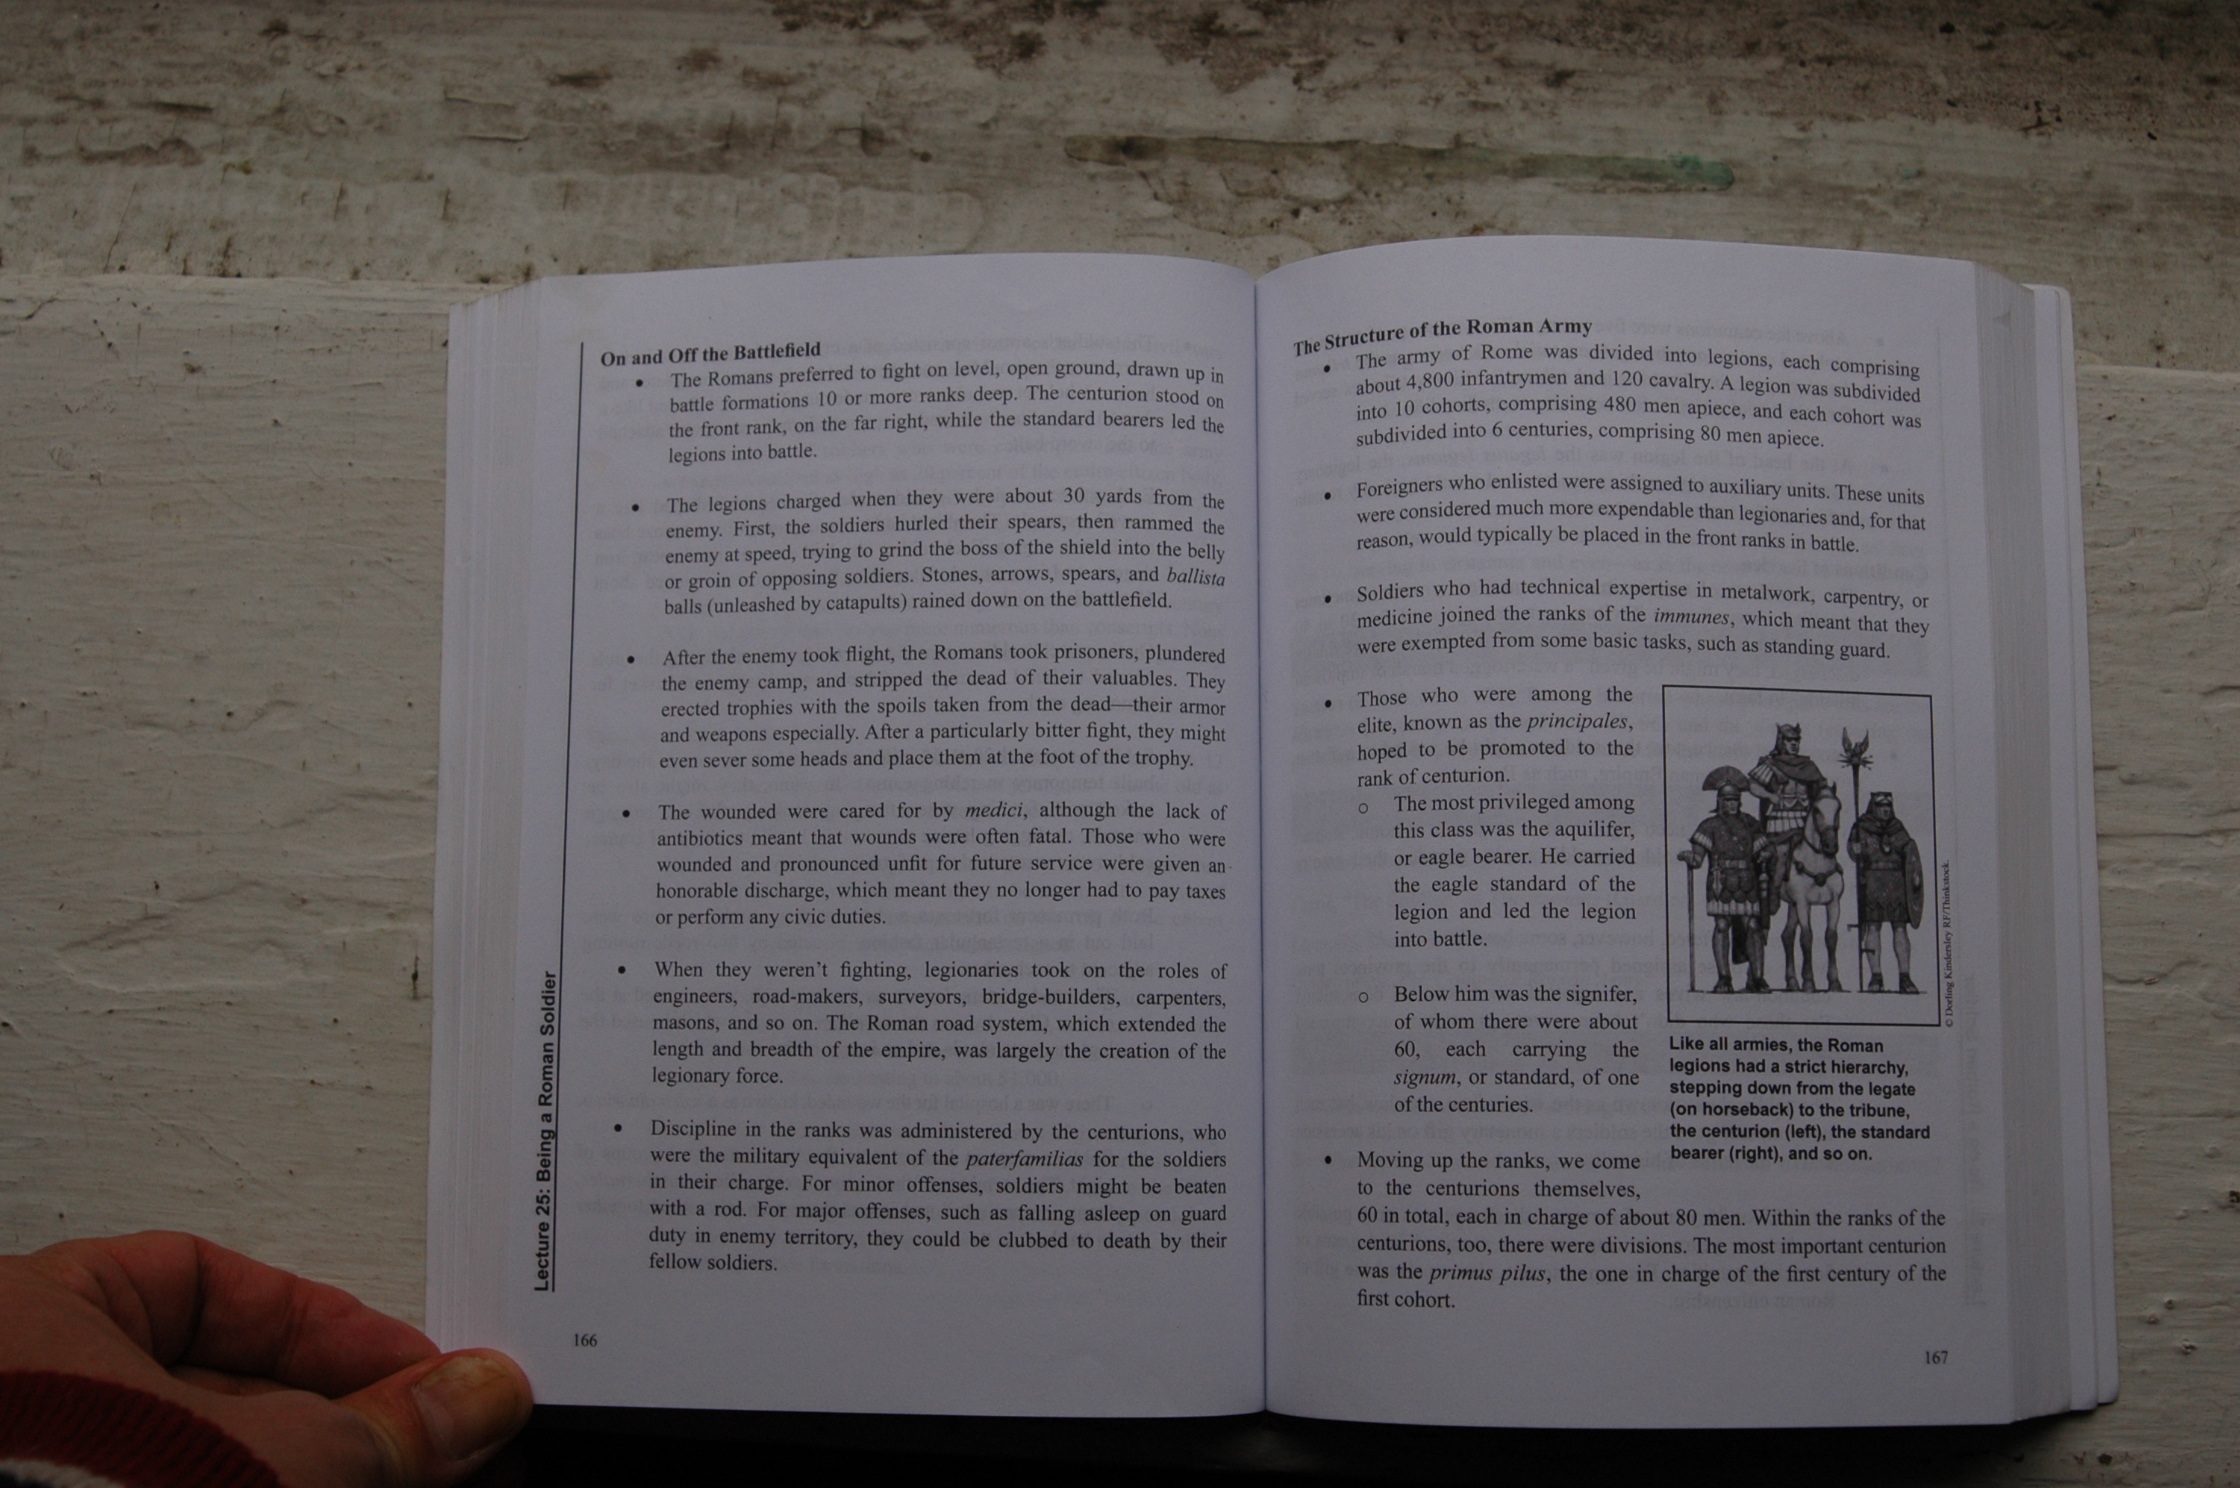 On and Off the Battlefield
• The Romans preferred to fight on level, open ground, drawn up in
battle formations 10 or more ranks deep. The centurion stood on
the front rank, on the far right, while the standard bearers led the
legions into battle.
• The legions charged when they were about 30 yards from the
enemy. First, the soldiers hurled their spears, then rammed the
enemy at speed, trying to grind the boss of the shield into the belly
or groin of opposing soldiers. Stones, arrows, spears, and ballista
balls (unleashed by catapults) rained down on the battlefield.
• After the enemy took flight, the Romans took prisoners, plundered
the enemy camp, and stripped the dead of their valuables. They
erected trophies with the spoils taken from the dead—their armor
and weapons especially. After a particularly bitter fight, they might
even sever some heads and place them at the foot of the trophy.
• The wounded were cared for by medici, although the lack of
antibiotics meant that wounds were often fatal. Those who were
wounded and pronounced unfit for future service were given an
honorable discharge, which meant they no longer had to pay taxes
or perform any civic duties.
• When they weren't fighting, legionaries took on the roles of
engineers, road-makers, surveyors, bridge-builders, carpenters,
masons, and so on. The Roman road system, which extended the
length and breadth of the empire, was largely the creation of the
legionary force.
• Discipline in the ranks was administered by the centurions, who
were the military equivalent of the paterfamilias for the soldiers
in their charge. For minor offenses, soldiers might be beaten
with a rod. For major offenses, such as falling asleep on guard
duty in enemy territory, they could be clubbed to death by their
fellow soldiers.
Lecture 25: Being a Roman Soldier
166
The Structure of the Roman Army
• The army of Rome was divided into legions, each comprising
about 4,800 infantrymen and 120 cavalry. A legion was subdivided
into 10 cohorts, comprising 480 men apiece, and each cohort was
subdivided into 6 centuries, comprising 80 men apiece.
• Foreigners who enlisted were assigned to auxiliary units. These units
were considered much more expendable than legionaries and, for that
reason, would typically be placed in the front ranks in battle.
• Soldiers who had technical expertise in metalwork, carpentry, or
medicine joined the ranks of the immunes, which meant that they
were exempted from some basic tasks, such as standing guard.
• Those who were among the
elite, known as the principales,
hoped to be promoted to the
rank of centurion.
○ The most privileged among
this class was the aquilifer,
or eagle bearer. He carried
the eagle standard of the
legion and led the legion
into battle.
○ Below him was the signifer,
of whom there were about
60, each carrying the
signum, or standard, of one
of the centuries.
© Dorling Kindersley RF/Thinkstock.
Like all armies, the Roman
legions had a strict hierarchy,
stepping down from the legate
(on horseback) to the tribune,
the centurion (left), the standard
bearer (right), and so on.
• Moving up the ranks, we come
to the centurions themselves,
60 in total, each in charge of about 80 men. Within the ranks of the
centurions, too, there were divisions. The most important centurion
was the primus pilus, the one in charge of the first century of the
first cohort.
167